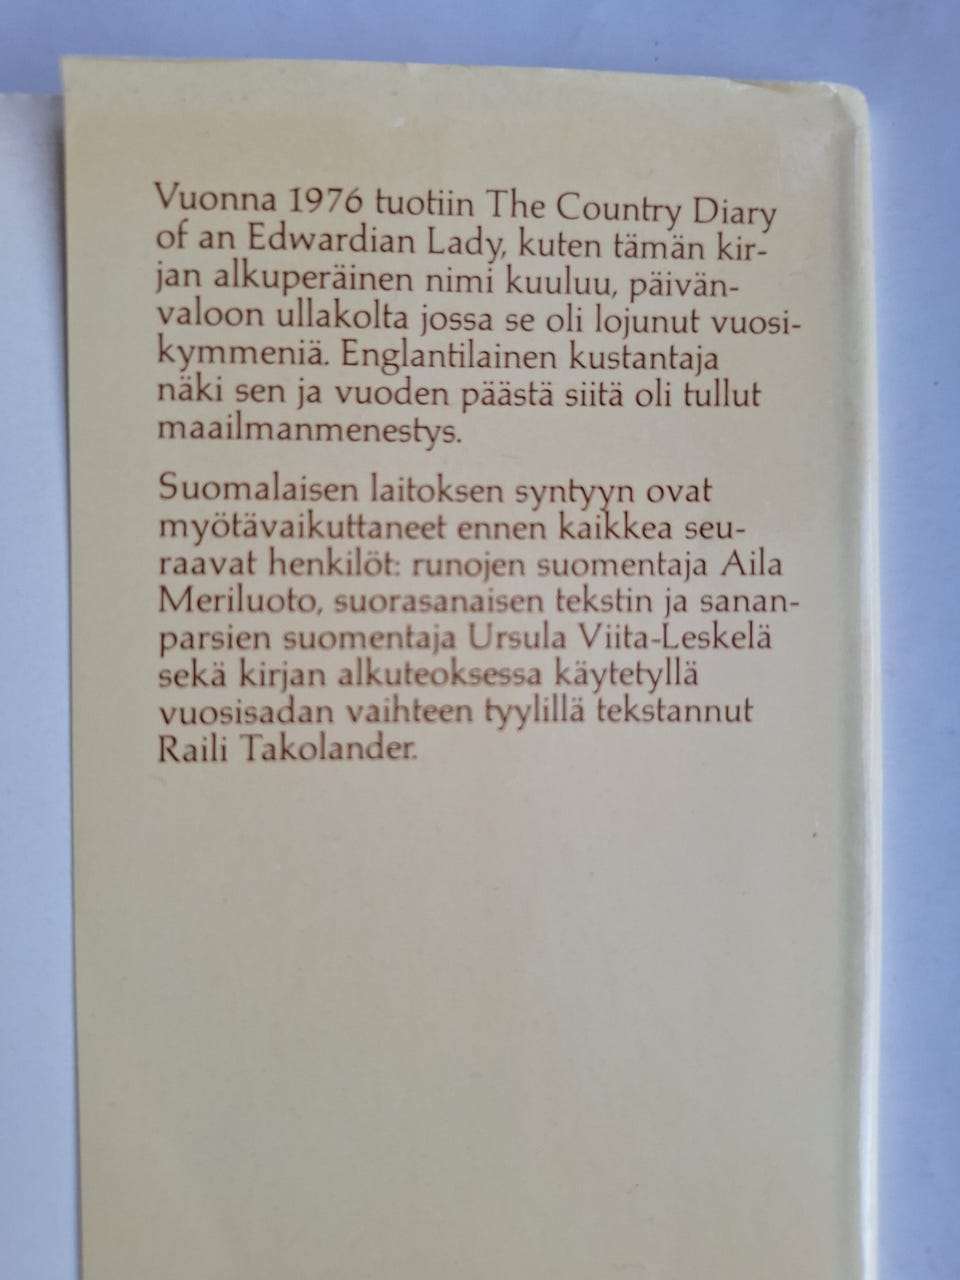 Vuonna 1976 tuotiin The Country Diary
of an Edwardian Lady, kuten tämän kir-
jan alkuperäinen nimi kuuluu, päivän-
valoon ullakolta jossa se oli lojunut vuosi-
kymmeniä. Englantilainen kustantaja
näki sen ja vuoden päästä siitä oli tullut
maailmanmenestys.
Suomalaisen laitoksen syntyyn ovat
myötävaikuttaneet ennen kaikkea seu-
raavat henkilöt: runojen suomentaja Aila
Meriluoto, suorasanaisen tekstin ja sanan-
parsien suomentaja Ursula Viita-Leskelä
sekä kirjan alkuteoksessa käytetyllä
vuosisadan vaihteen tyylillä tekstannut
Raili Takolander.